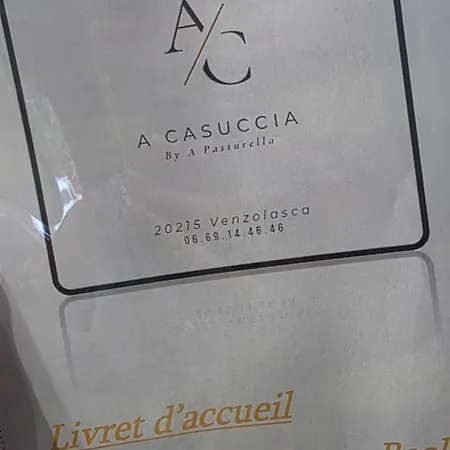 A/C
A CASUCCIA
By A Pasturella
20215 Venzolasca
06.69.14.46.46
Livret d'accueil